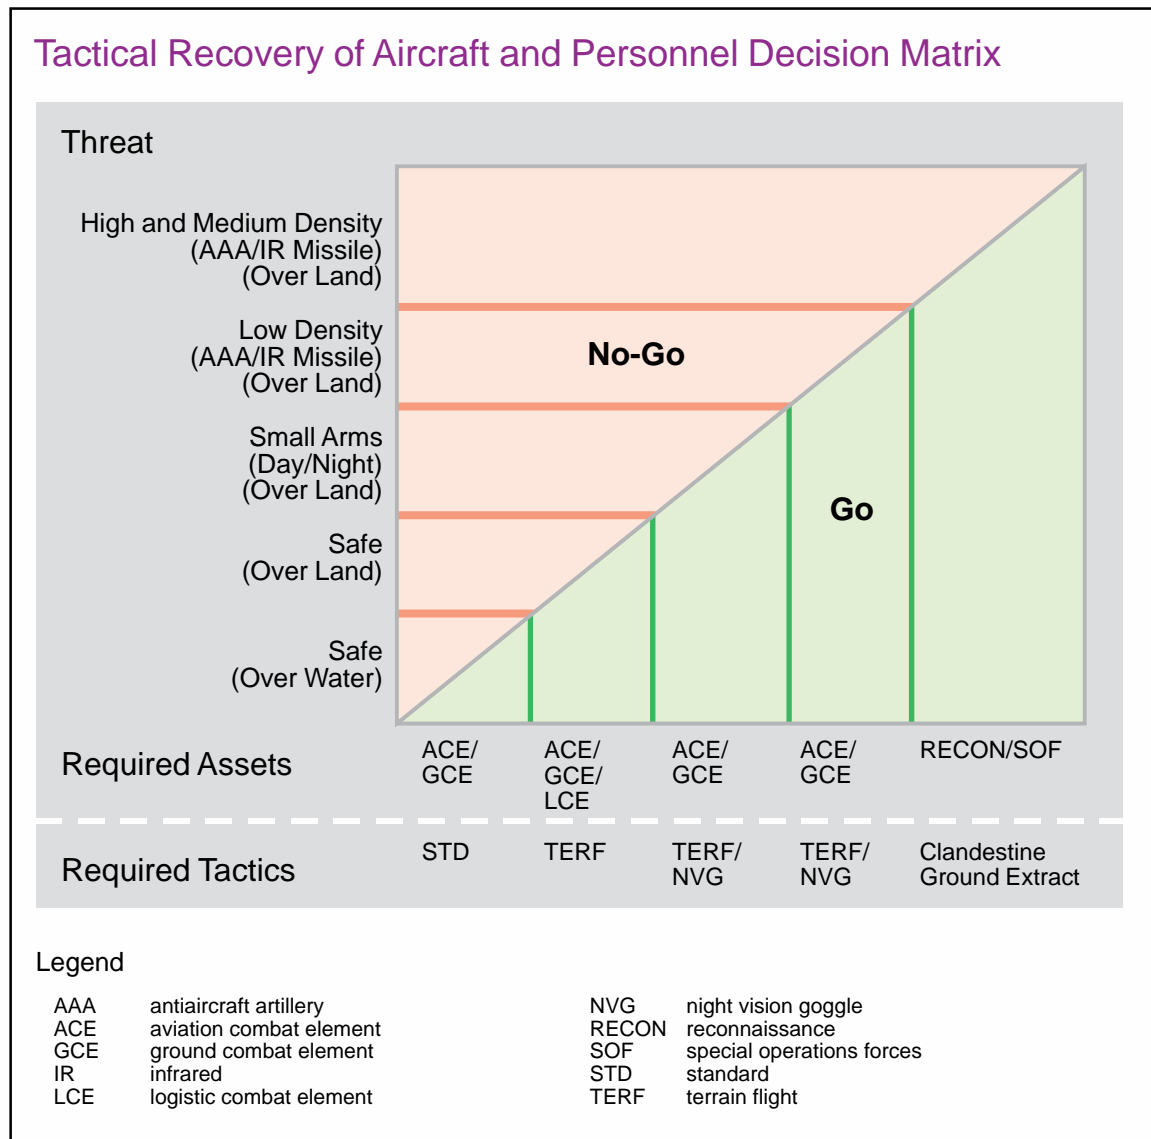 Tactical Recovery of Aircraft and Personnel Decision Matrix
Threat
High and Medium Density
(AAA/IR Missile)
(Over Land)
Low Density
(AAA/IR Missile)
(Over Land)
Small Arms
(Day/Night)
(Over Land)
Safe
(Over Land)
Safe
(Over Water)
No-Go
Go
Required Assets
ACE/
GCE
ACE/
GCE/
LCE
ACE/
GCE
ACE/
GCE
RECON/SOF
Required Tactics
STD
TERF
TERF/
NVG
TERF/
NVG
Clandestine
Ground Extract
Legend
AAA antiaircraft artillery
ACE aviation combat element
GCE ground combat element
IR infrared
LCE logistic combat element
NVG night vision goggle
RECON reconnaissance
SOF special operations forces
STD standard
TERF terrain flight